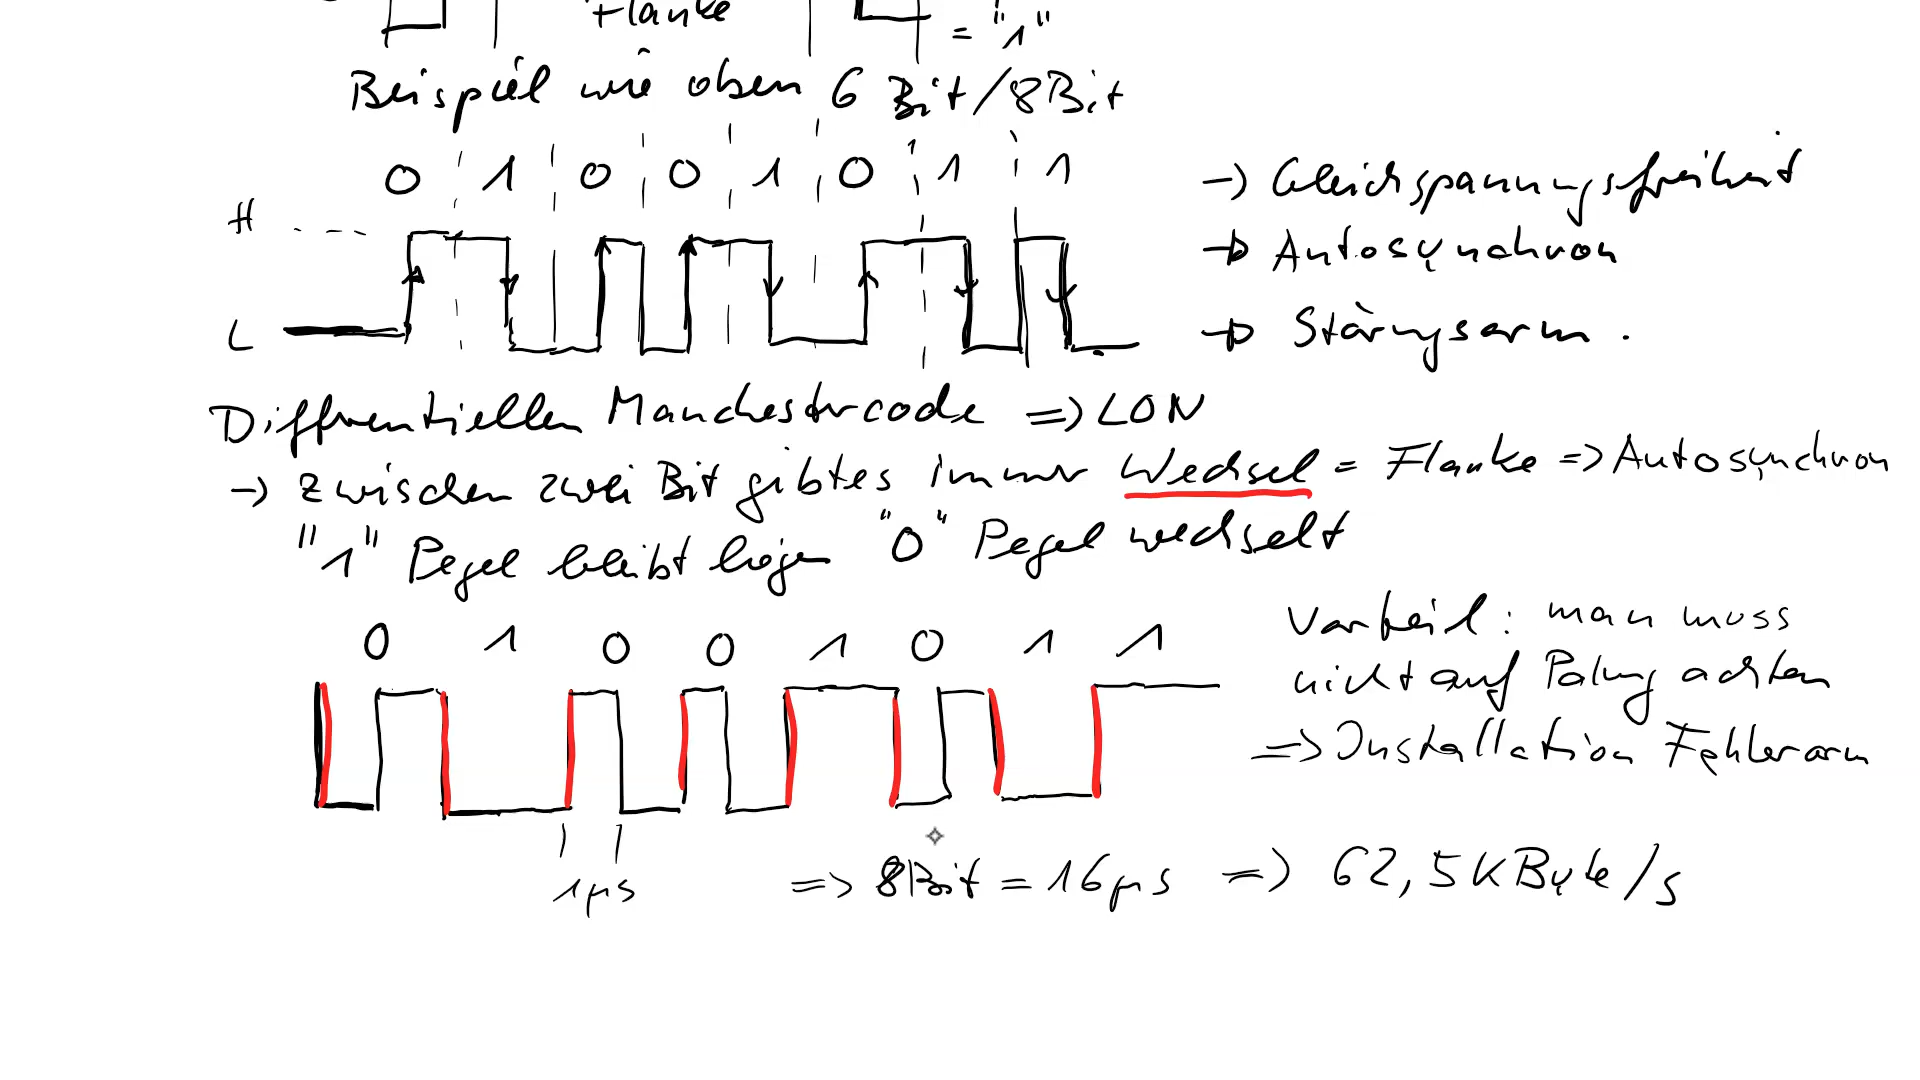 Flanke
= "1"
Beispiel wie oben 6 Bit/8Bit
0 1 0 0 1 0 1 1
H
L
-> Gleichspannungsfreiheit
-> Autosynchron
-> Störungsarm.
Differentiellen Manchestercode => LON
-> Zwischen zwei Bit gibt es immer Wechsel = Flanke => Autosynchron
"1" Pegel bleibt liegen "0" Pegel wechselt
0 1 0 0 1 0 1 1
Vorteil: man muss
nicht auf Polung achten
=> Installation Fehlerarm
1µs
=> 8Bit = 16µs => 62,5KByte/s